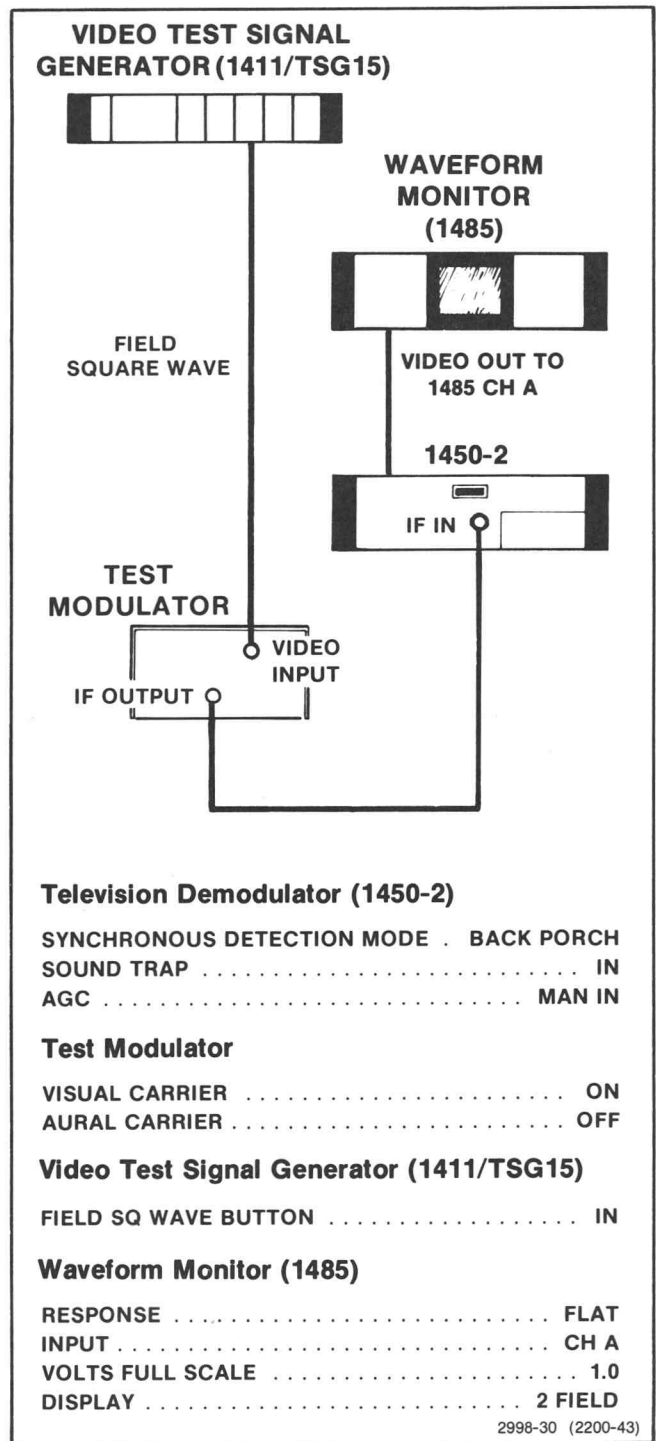 VIDEO TEST SIGNAL
GENERATOR (1411/TSG15)
WAVEFORM
MONITOR
(1485)
FIELD
SQUARE WAVE
VIDEO OUT TO
1485 CH A
1450-2
IF IN
TEST
MODULATOR
VIDEO
INPUT
IF OUTPUT
Television Demodulator (1450-2)
SYNCHRONOUS DETECTION MODE . BACK PORCH
SOUND TRAP . . . . . . . . . . . . . . . . . . . . . . . . . . . . IN
AGC . . . . . . . . . . . . . . . . . . . . . . . . . . . . . . . MAN IN
Test Modulator
VISUAL CARRIER . . . . . . . . . . . . . . . . . . . . . . . . ON
AURAL CARRIER . . . . . . . . . . . . . . . . . . . . . . . . . OFF
Video Test Signal Generator (1411/TSG15)
FIELD SQ WAVE BUTTON . . . . . . . . . . . . . . . . . . IN
Waveform Monitor (1485)
RESPONSE . . . . . . . . . . . . . . . . . . . . . . . . . . . FLAT
INPUT . . . . . . . . . . . . . . . . . . . . . . . . . . . . . . . CH A
VOLTS FULL SCALE . . . . . . . . . . . . . . . . . . . . . . 1.0
DISPLAY . . . . . . . . . . . . . . . . . . . . . . . . . . . 2 FIELD
2998-30 (2200-43)